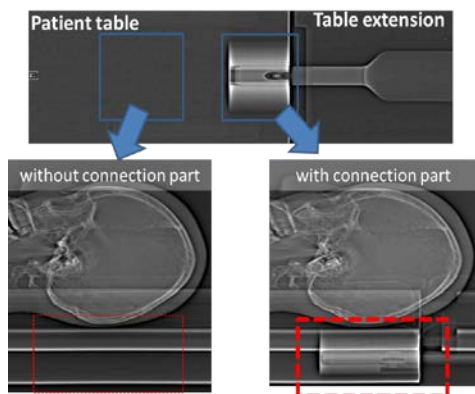 Patient table
Table extension
without connection part
with connection part